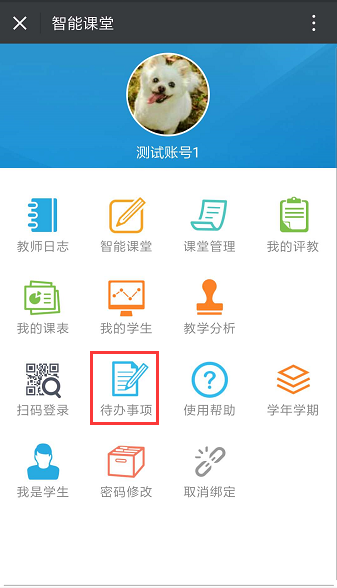 智能课堂
测试账号1
教师日志 智能课堂 课堂管理 我的评教
我的课表 我的学生 教学分析
扫码登录 待办事项 使用帮助 学年学期
我是学生 密码修改 取消绑定